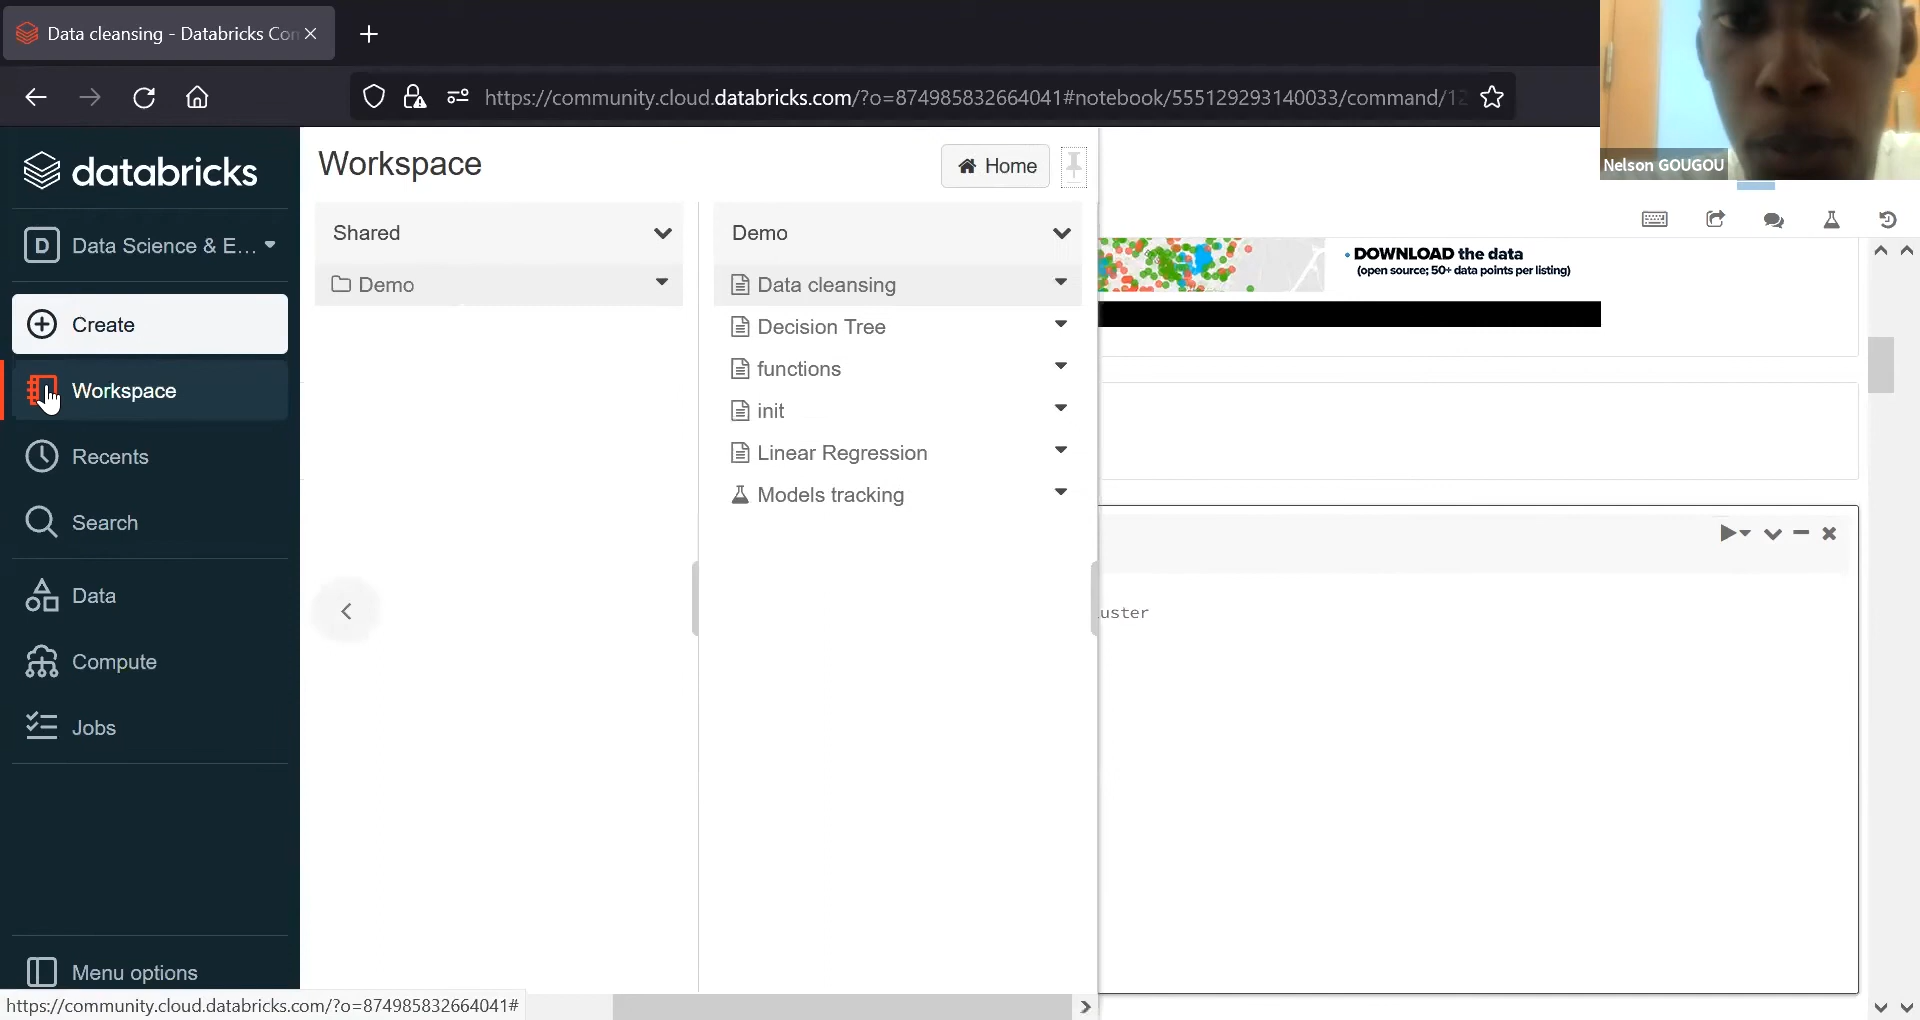 Data cleansing - Databricks Con
https://community.cloud.databricks.com/?o=874985832664041#notebook/555129293140033/command/12
Nelson GOUGOU
databricks
D Data Science & E...
Create
Workspace
Recents
Search
Data
Compute
Jobs
Menu options
https://community.cloud.databricks.com/?o=874985832664041#
Workspace
Home
Shared
Demo
Demo
Data cleansing
Decision Tree
functions
init
Linear Regression
Models tracking
• DOWNLOAD the data
(open source; 50+ data points per listing)
uster